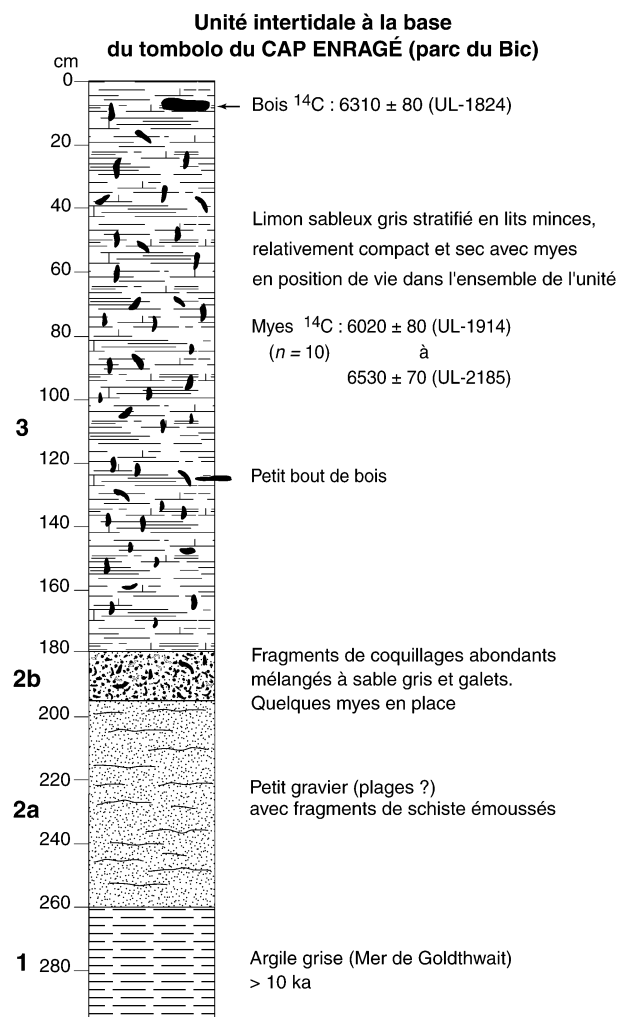 Unité intertidale à la base
du tombolo du CAP ENRAGÉ (parc du Bic)
cm
0
Bois ¹⁴C : 6310 ± 80 (UL-1824)
20
40
Limon sableux gris stratifié en lits minces,
relativement compact et sec avec myes
en position de vie dans l'ensemble de l'unité
60
Myes ¹⁴C : 6020 ± 80 (UL-1914)
80
(n = 10) à
6530 ± 70 (UL-2185)
100
3
120
Petit bout de bois
140
160
180
Fragments de coquillages abondants
2b
mélangés à sable gris et galets.
Quelques myes en place
200
220
Petit gravier (plages ?)
2a
avec fragments de schiste émoussés
240
260
1
Argile grise (Mer de Goldthwait)
280
> 10 ka